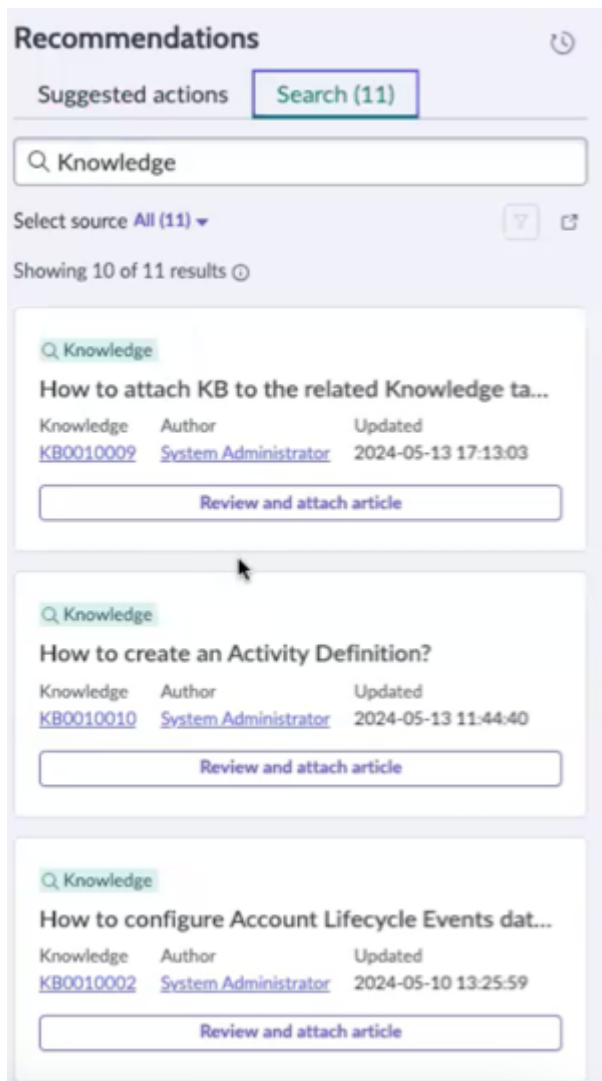 Recommendations
Suggested actions Search (11)
Knowledge
Select source All (11)
Showing 10 of 11 results
Knowledge
How to attach KB to the related Knowledge ta...
Knowledge Author Updated
KB0010009 System Administrator 2024-05-13 17:13:03
Review and attach article
Knowledge
How to create an Activity Definition?
Knowledge Author Updated
KB0010010 System Administrator 2024-05-13 11:44:40
Review and attach article
Knowledge
How to configure Account Lifecycle Events dat...
Knowledge Author Updated
KB0010002 System Administrator 2024-05-10 13:25:59
Review and attach article